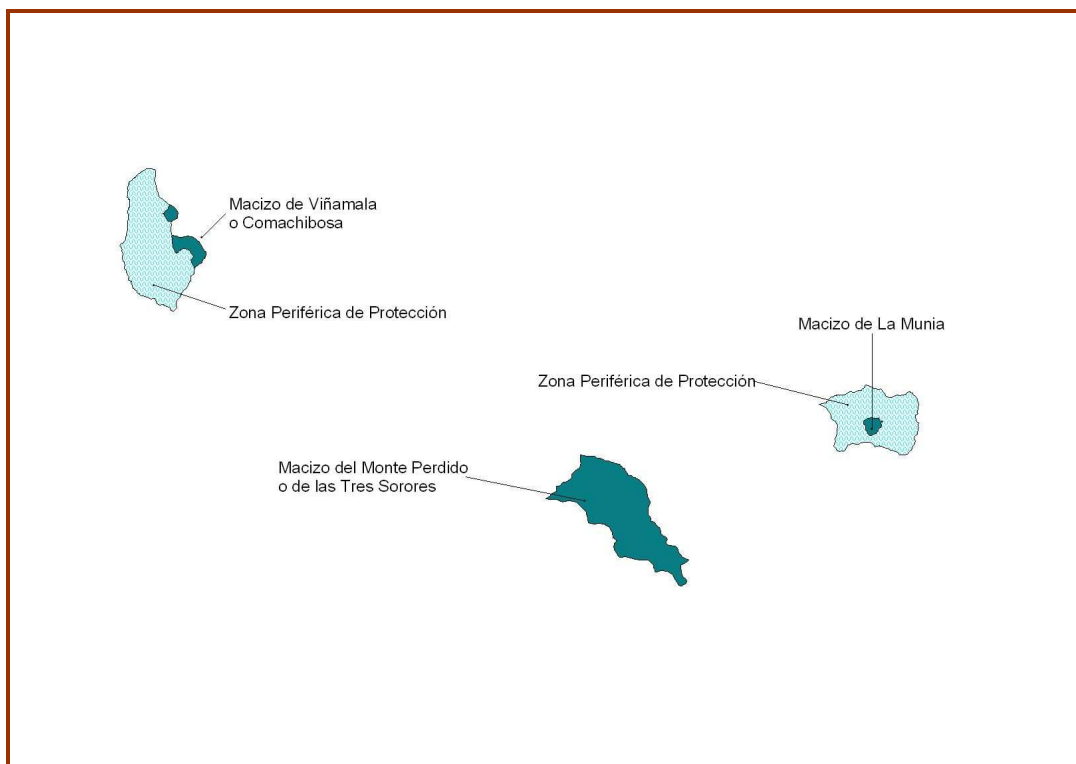 Macizo de Viñamala
o Comachibosa
Zona Periférica de Protección
Macizo de La Munia
Zona Periférica de Protección
Macizo del Monte Perdido
o de las Tres Sorores